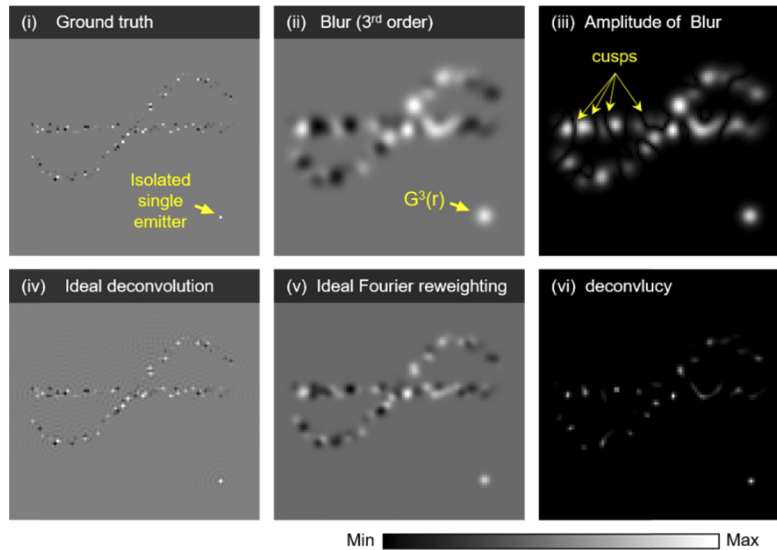 (i) Ground truth
Isolated
single
emitter
(ii) Blur (3rd order)
G³(r)
(iii) Amplitude of Blur
cusps
(iv) Ideal deconvolution
(v) Ideal Fourier reweighting
(vi) deconvlucy
Min Max